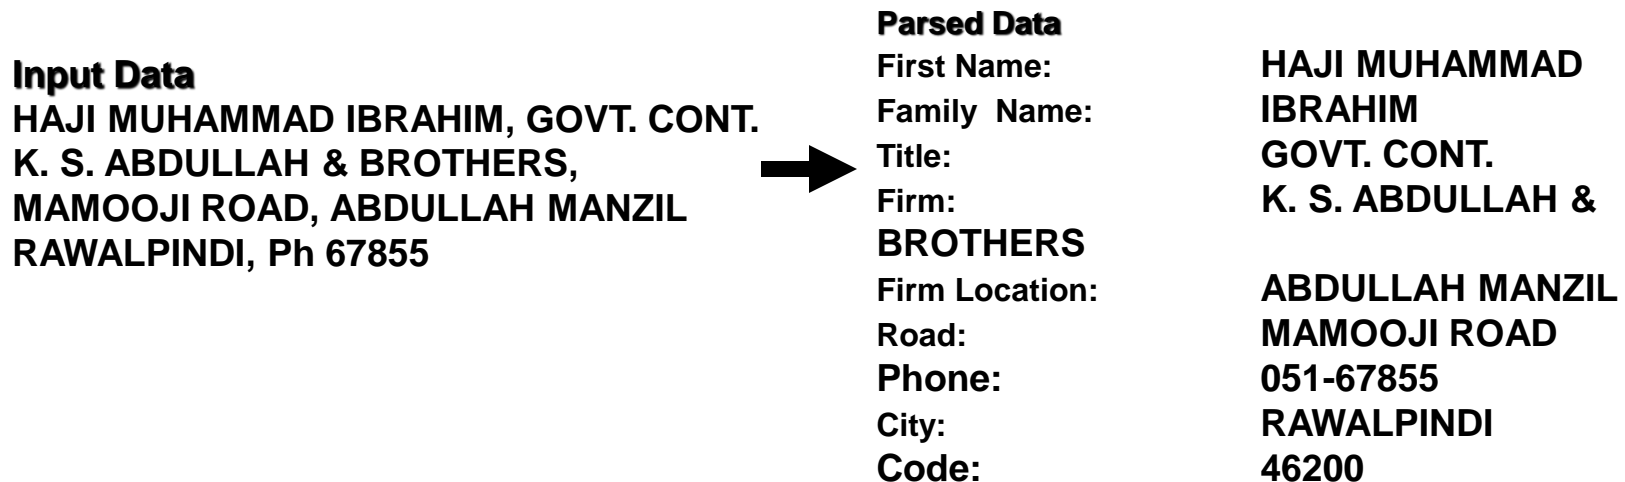 Input Data
HAJI MUHAMMAD IBRAHIM, GOVT. CONT.
K. S. ABDULLAH & BROTHERS,
MAMOOJI ROAD, ABDULLAH MANZIL
RAWALPINDI, Ph 67855
Parsed Data
First Name: HAJI MUHAMMAD
Family Name: IBRAHIM
Title: GOVT. CONT.
Firm: K. S. ABDULLAH &
BROTHERS
Firm Location: ABDULLAH MANZIL
Road: MAMOOJI ROAD
Phone: 051-67855
City: RAWALPINDI
Code: 46200